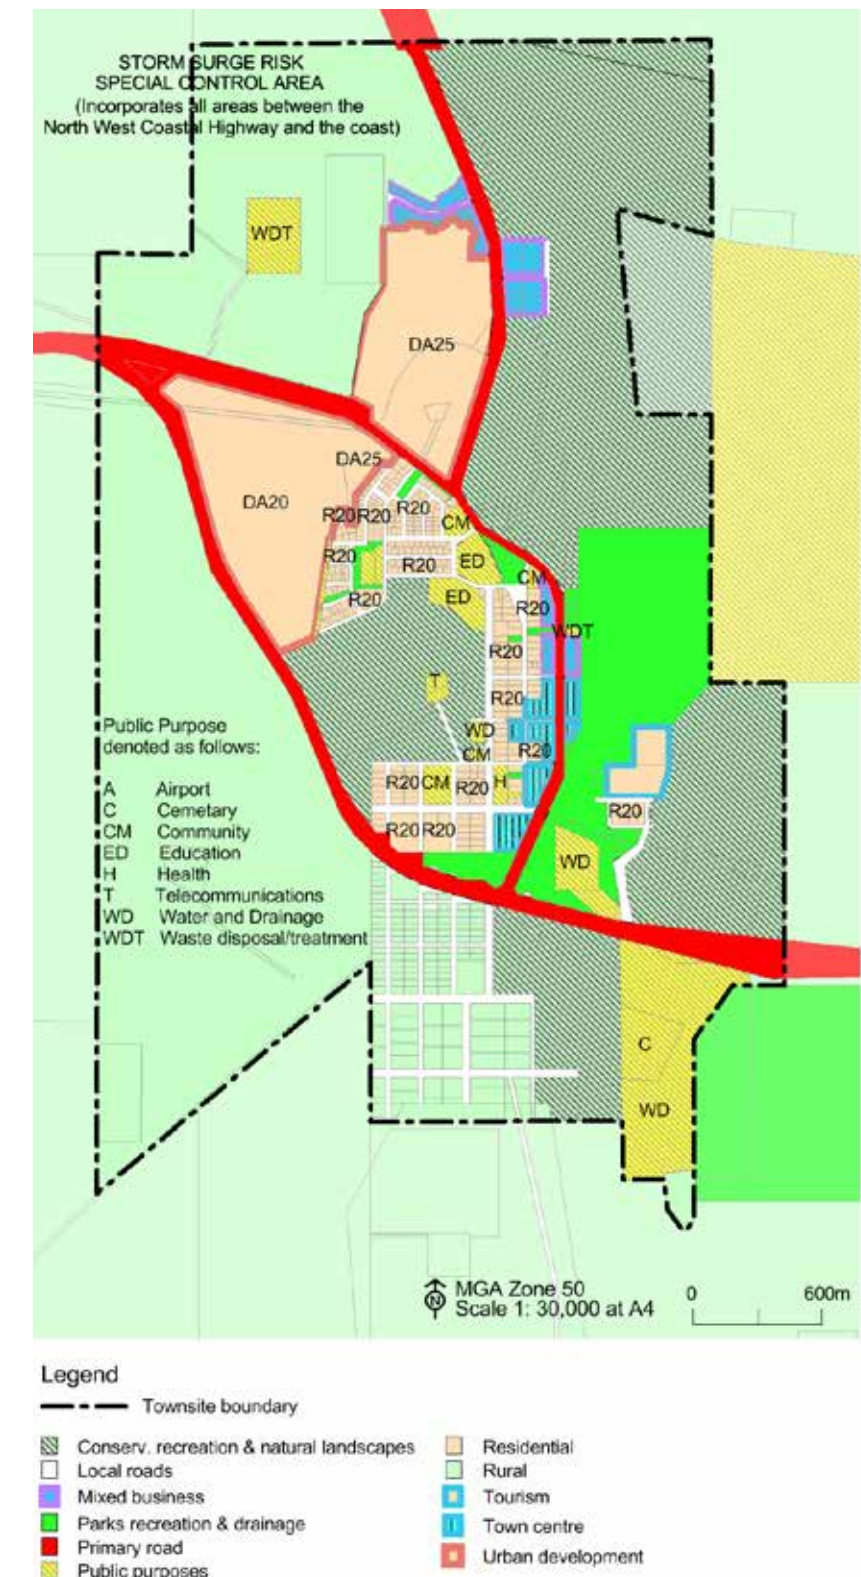 STORM SURGE RISK
SPECIAL CONTROL AREA
(Incorporates all areas between the
North West Coastal Highway and the coast)
WDT
DA25
DA25
DA20
R20
R20
R20
CM
R20
R20
ED
CM
R20
ED
R20
WDT
R20
T
R20
WD
R20
CM
R20
CM
R20
H
R20
R20
R20
WD
C
WD
Public Purpose
denoted as follows:
A Airport
C Cemetary
CM Community
ED Education
H Health
T Telecommunications
WD Water and Drainage
WDT Waste disposal/treatment
N
MGA Zone 50
Scale 1: 30,000 at A4
0 600m
Legend
Townsite boundary
Conserv. recreation & natural landscapes
Local roads
Mixed business
Parks recreation & drainage
Primary road
Public purposes
Residential
Rural
Tourism
Town centre
Urban development